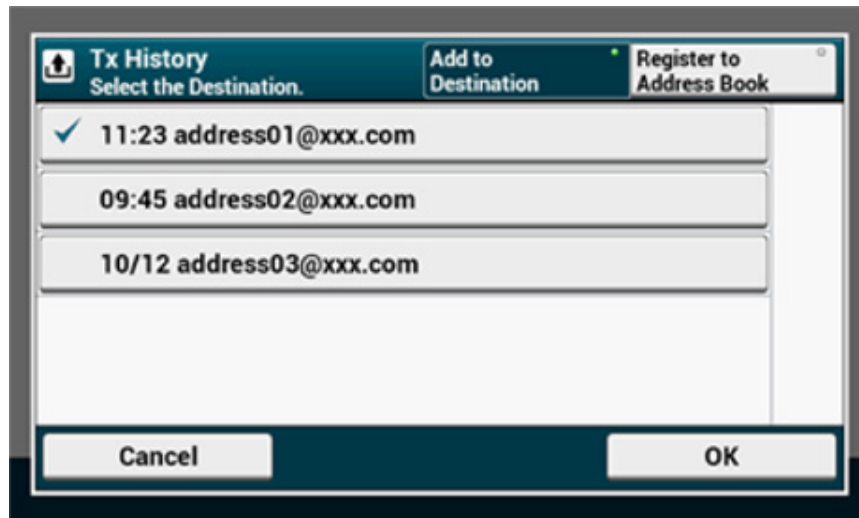 Tx History
Select the Destination.
Add to
Destination
Register to
Address Book
11:23 address01@xxx.com
09:45 address02@xxx.com
10/12 address03@xxx.com
Cancel
OK